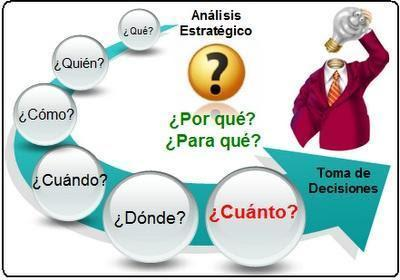 Análisis
Estratégico
¿Qué?
¿Quién?
¿Cómo?
¿Cuándo?
¿Dónde?
¿Cuánto?
?
¿Por qué?
¿Para qué?
Toma de
Decisiones